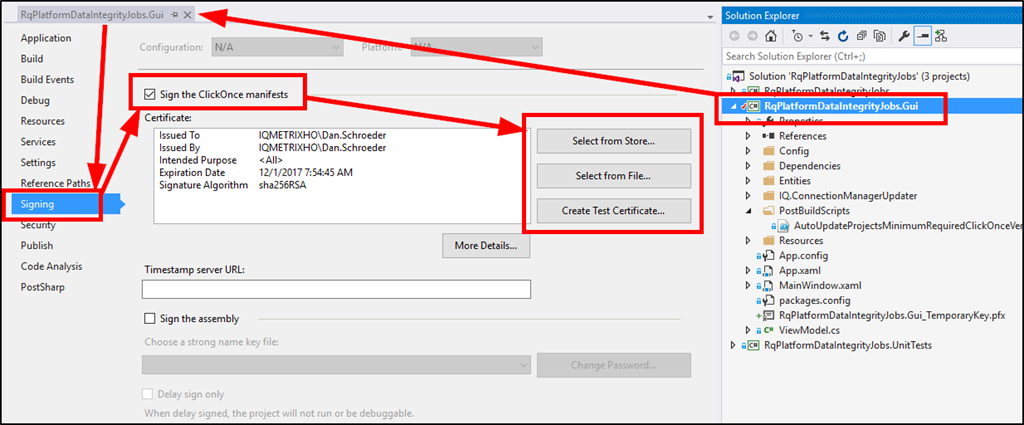 RqPlatformDataIntegrityJobs.Gui
Application
Build
Build Events
Debug
Resources
Services
Settings
Reference Paths
Signing
Security
Publish
Code Analysis
PostSharp
Configuration: N/A
Platform: N/A
Sign the ClickOnce manifests
Certificate:
Issued To IQMETRIXHO\Dan.Schroeder
Issued By IQMETRIXHO\Dan.Schroeder
Intended Purpose <All>
Expiration Date 12/1/2017 7:54:45 AM
Signature Algorithm sha256RSA
Select from Store...
Select from File...
Create Test Certificate...
More Details...
Timestamp server URL:
Sign the assembly
Choose a strong name key file:
Change Password...
Delay sign only
When delay signed, the project will not run or be debuggable.
Solution Explorer
Search Solution Explorer (Ctrl+;)
Solution 'RqPlatformDataIntegrityJobs' (3 projects)
RqPlatformDataIntegrityJobs
RqPlatformDataIntegrityJobs.Gui
Properties
References
Config
Dependencies
Entities
IQ.ConnectionManagerUpdater
PostBuildScripts
AutoUpdateProjectsMinimumRequiredClickOnceVer
Resources
App.config
App.xaml
MainWindow.xaml
packages.config
RqPlatformDataIntegrityJobs.Gui_TemporaryKey.pfx
ViewModel.cs
RqPlatformDataIntegrityJobs.UnitTests